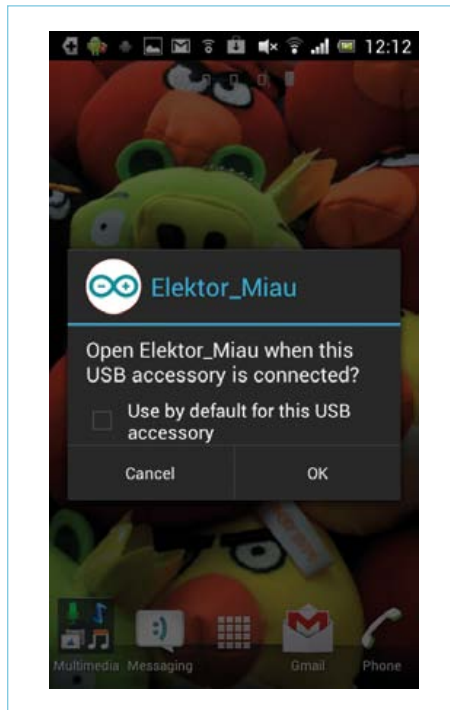 12:12
Elektor_Miau
Open Elektor_Miau when this
USB accessory is connected?
Use by default for this USB
accessory
Cancel OK
Multimedia Messaging Gmail Phone